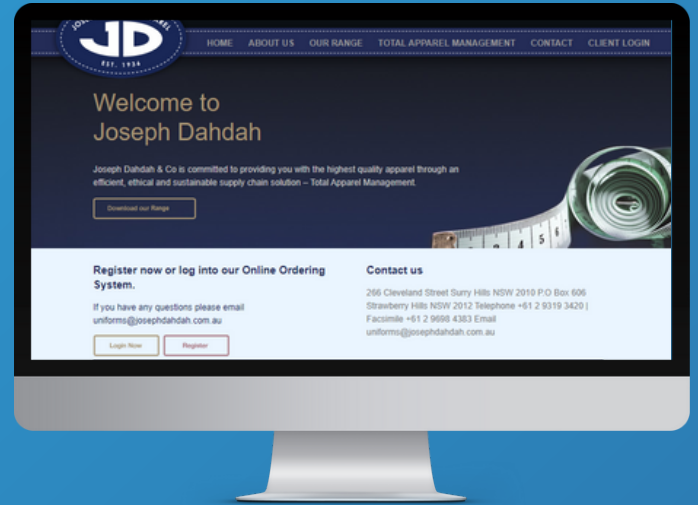 JD
EST. 1934
HOME ABOUT US OUR RANGE TOTAL APPAREL MANAGEMENT CONTACT CLIENT LOGIN
Welcome to
Joseph Dahdah
Joseph Dahdah & Co is committed to providing you with the highest quality apparel through an
efficient, ethical and sustainable supply chain solution – Total Apparel Management.
Download our Range
4 5 6
Register now or log into our Online Ordering
System.
If you have any questions please email
uniforms@josephdahdah.com.au
Login Now Register
Contact us
266 Cleveland Street Surry Hills NSW 2010 P.O Box 606
Strawberry Hills NSW 2012 Telephone +61 2 9319 3420 |
Facsimile +61 2 9698 4383 Email
uniforms@josephdahdah.com.au